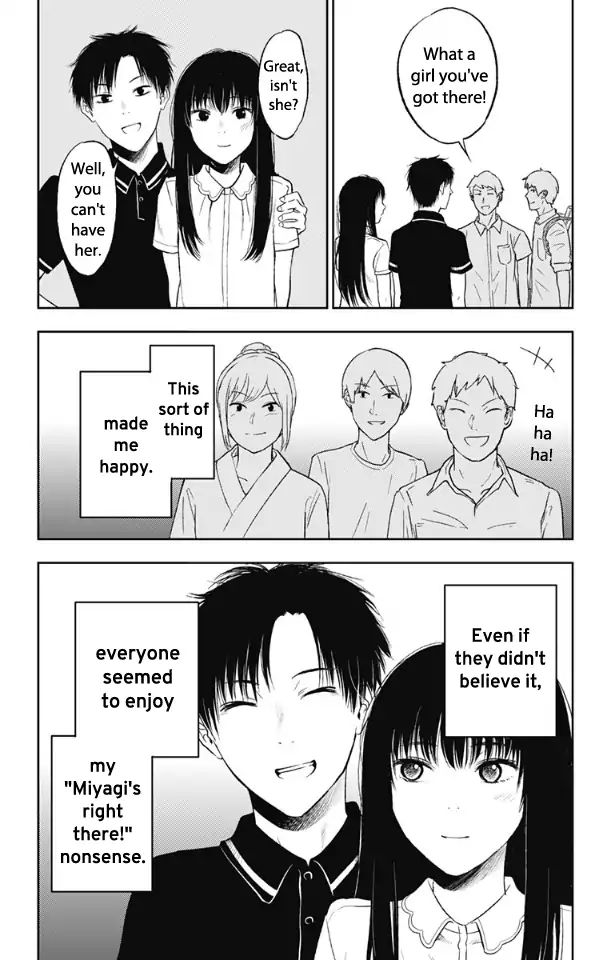 What a
girl you've
got there!
Great,
isn't
she?
Well,
you
can't
have
her.
Ha
ha
ha!
This
sort of
thing
made
me
happy.
Even if
they didn't
believe it,
everyone
seemed
to enjoy
my
"Miyagi's
right
there!"
nonsense.